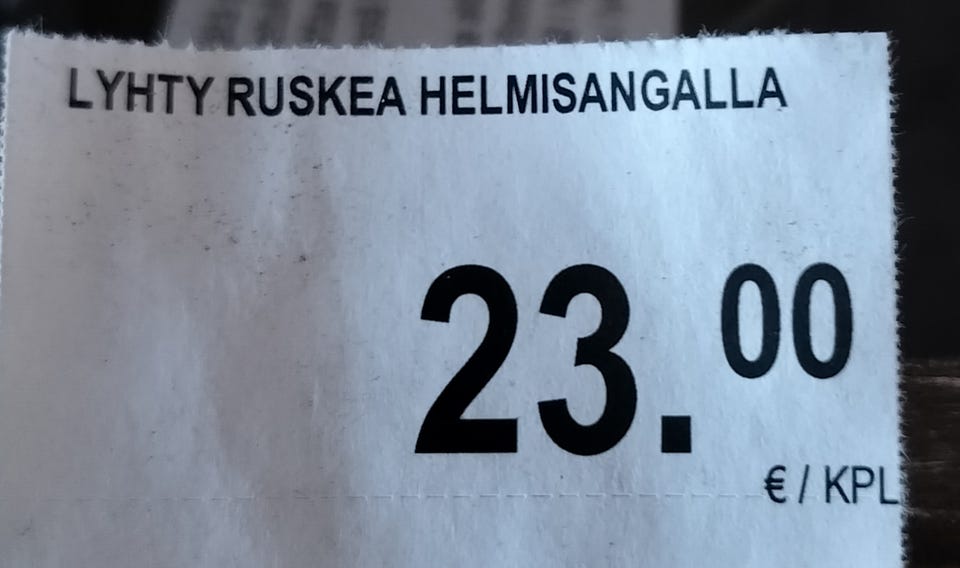 LYHTY RUSKEA HELMISANGALLA
23.00
€ / KPL